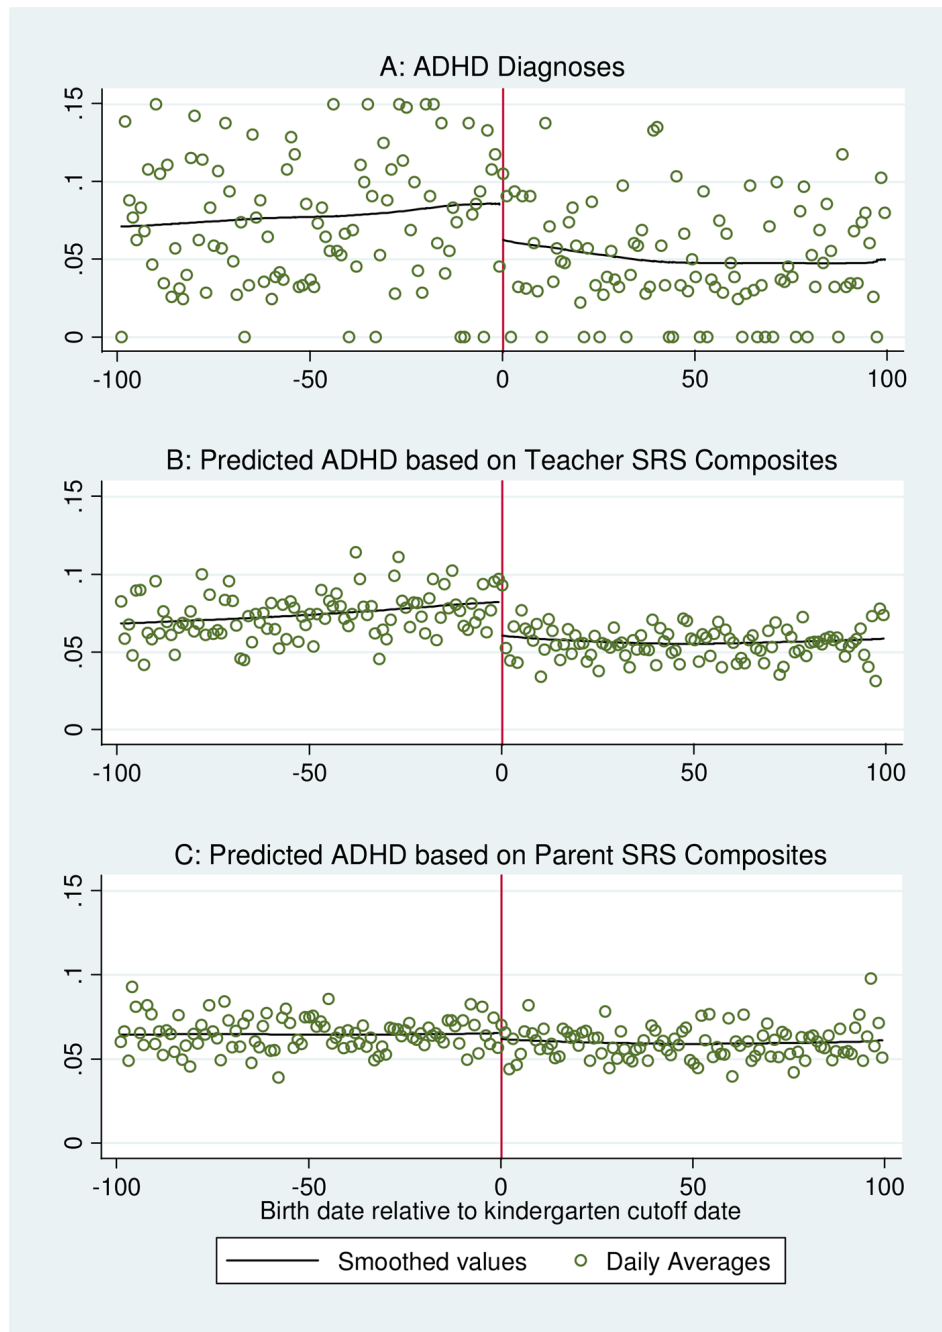 A: ADHD Diagnoses
.15
.1
.05
0
-100 -50 0 50 100
B: Predicted ADHD based on Teacher SRS Composites
.15
.1
.05
0
-100 -50 0 50 100
C: Predicted ADHD based on Parent SRS Composites
.15
.1
.05
0
-100 -50 0 50 100
Birth date relative to kindergarten cutoff date
Smoothed values Daily Averages